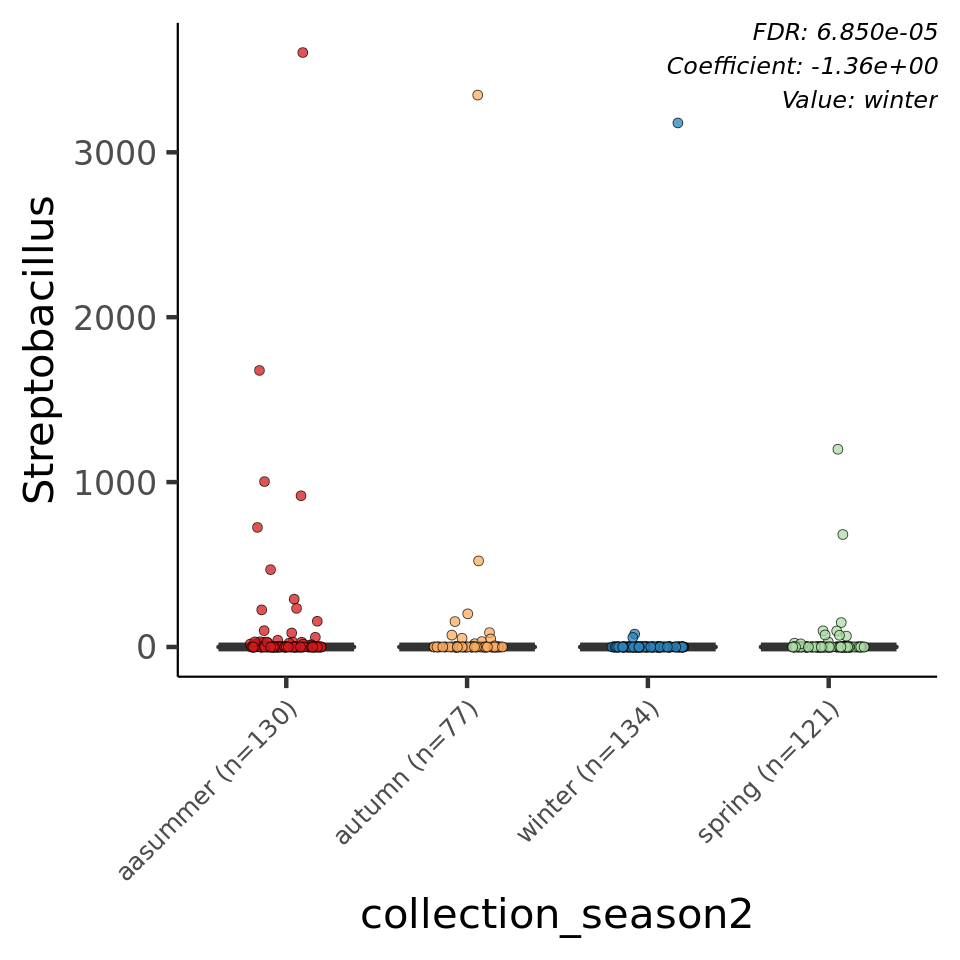 FDR: 6.850e-05
Coefficient: -1.36e+00
Value: winter
Streptobacillus
3000
2000
1000
0
aasummer (n=130)
autumn (n=77)
winter (n=134)
spring (n=121)
collection_season2